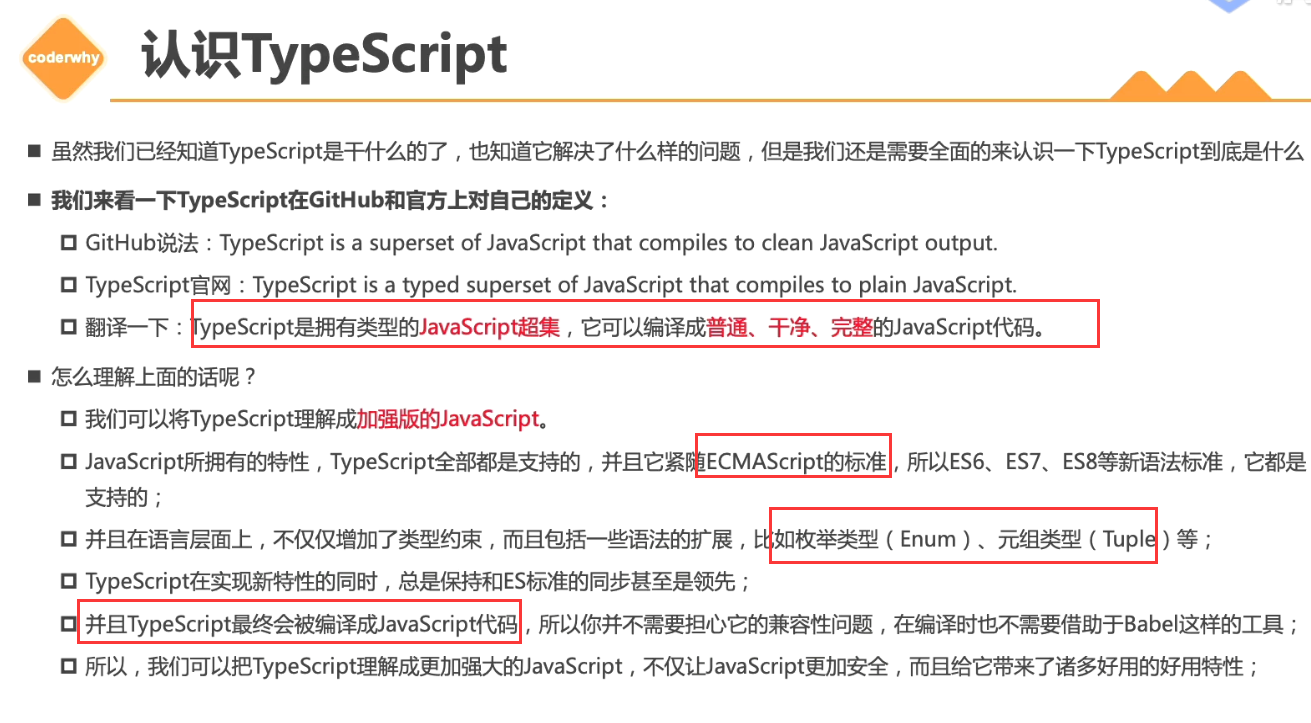 coderwhy
认识TypeScript
虽然我们已经知道TypeScript是干什么的了，也知道它解决了什么样的问题，但是我们还是需要全面的来认识一下TypeScript到底是什么
我们来看一下TypeScript在GitHub和官方上对自己的定义：
GitHub说法：TypeScript is a superset of JavaScript that compiles to clean JavaScript output.
TypeScript官网：TypeScript is a typed superset of JavaScript that compiles to plain JavaScript.
翻译一下：TypeScript是拥有类型的JavaScript超集，它可以编译成普通、干净、完整的JavaScript代码。
怎么理解上面的话呢？
我们可以将TypeScript理解成加强版的JavaScript。
JavaScript所拥有的特性，TypeScript全部都是支持的，并且它紧随ECMAScript的标准，所以ES6、ES7、ES8等新语法标准，它都是
支持的；
并且在语言层面上，不仅仅增加了类型约束，而且包括一些语法的扩展，比如枚举类型（Enum）、元组类型（Tuple）等；
TypeScript在实现新特性的同时，总是保持和ES标准的同步甚至是领先；
并且TypeScript最终会被编译成JavaScript代码，所以你并不需要担心它的兼容性问题，在编译时也不需要借助于Babel这样的工具；
所以，我们可以把TypeScript理解成更加强大的JavaScript，不仅让JavaScript更加安全，而且给它带来了诸多好用的好用特性；